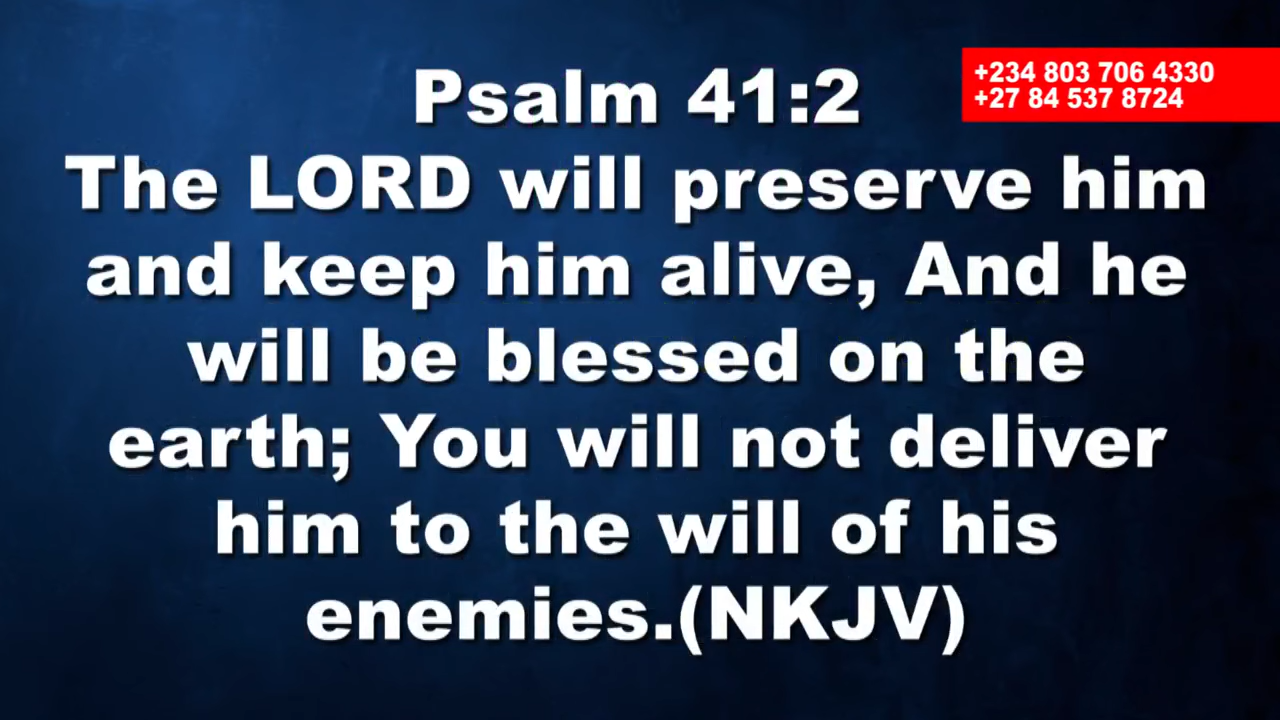 Psalm 41:2
+234 803 706 4330
+27 84 537 8724
The LORD will preserve him
and keep him alive, And he
will be blessed on the
earth; You will not deliver
him to the will of his
enemies.(NKJV)